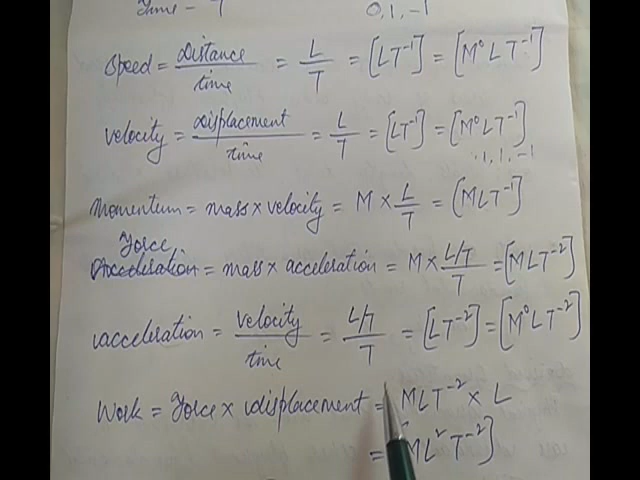 Time - T
0, 1, -1
Speed = distance/time = L/T = [LT⁻¹] = [M⁰LT⁻¹]
velocity = displacement/time = L/T = [LT⁻¹] = [M⁰LT⁻¹]
1, 1, -1
Momentum = mass × velocity = M × L/T = [MLT⁻¹]
Force
Acceleration = mass × acceleration = M × L/T/T = [MLT⁻²]
acceleration = velocity/time = L/T/T = [LT⁻²] = [M⁰LT⁻²]
Work = Force × displacement = MLT⁻² × L
= [ML²T⁻²]